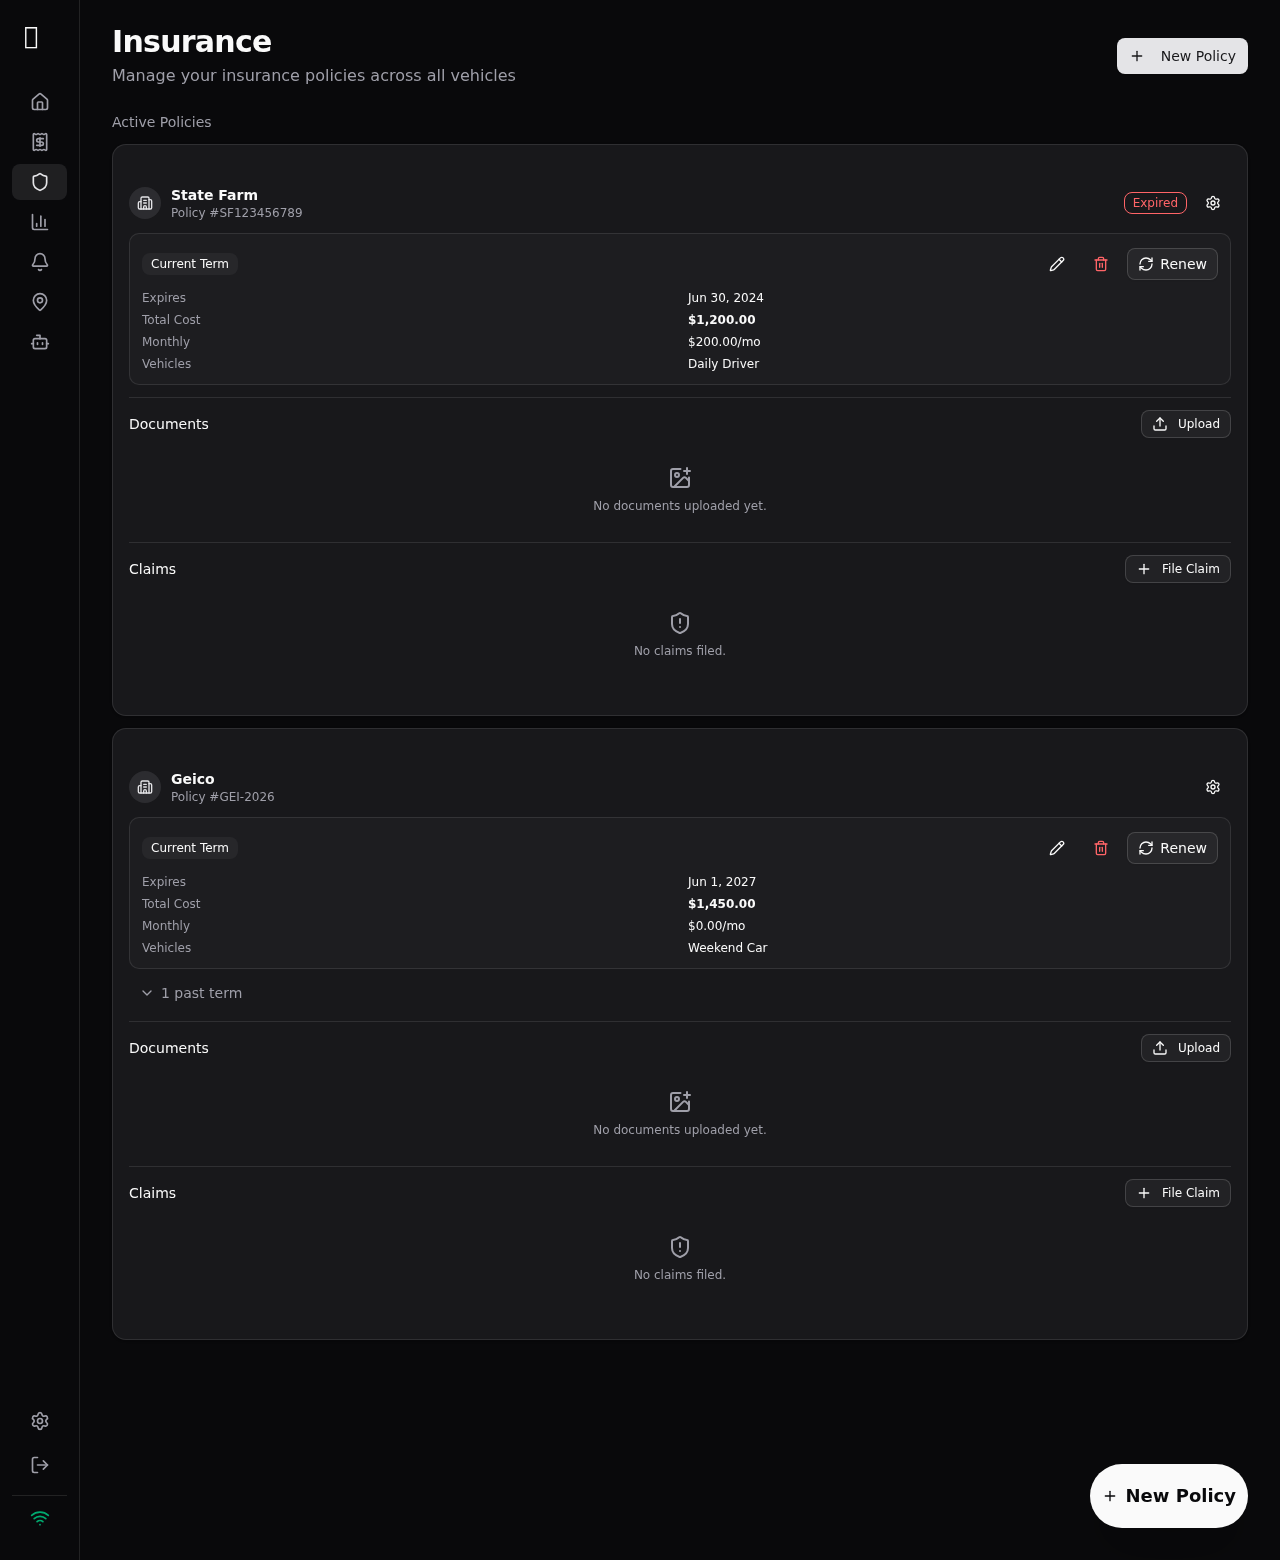 Insurance
Manage your insurance policies across all vehicles
New Policy
Active Policies
State Farm
Policy #SF123456789
Expired
Current Term
Renew
Expires Jun 30, 2024
Total Cost $1,200.00
Monthly $200.00/mo
Vehicles Daily Driver
Documents
Upload
No documents uploaded yet.
Claims
File Claim
No claims filed.
Geico
Policy #GEI-2026
Current Term
Renew
Expires Jun 1, 2027
Total Cost $1,450.00
Monthly $0.00/mo
Vehicles Weekend Car
1 past term
Documents
Upload
No documents uploaded yet.
Claims
File Claim
No claims filed.
New Policy